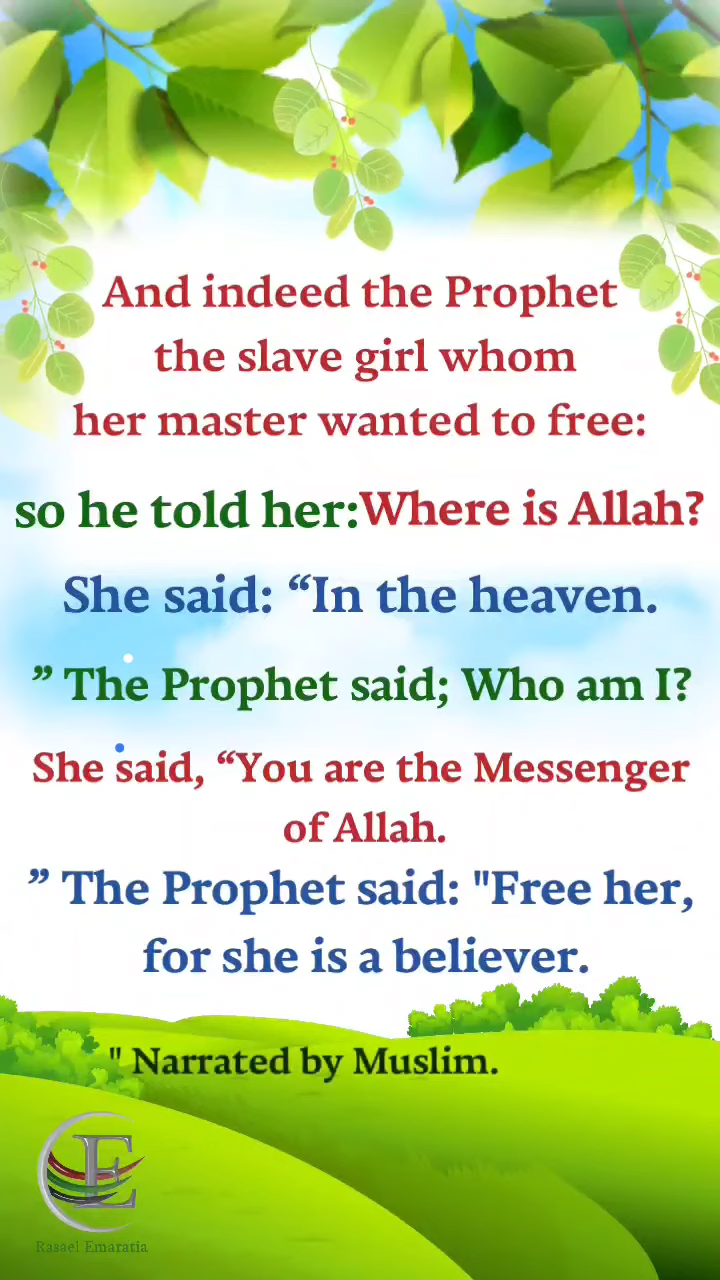 And indeed the Prophet
the slave girl whom
her master wanted to free:
so he told her:Where is Allah?
She said: “In the heaven.
” The Prophet said; Who am I?
She said, “You are the Messenger
of Allah.
” The Prophet said: "Free her,
for she is a believer.
" Narrated by Muslim.
E
Rasael Emaratia